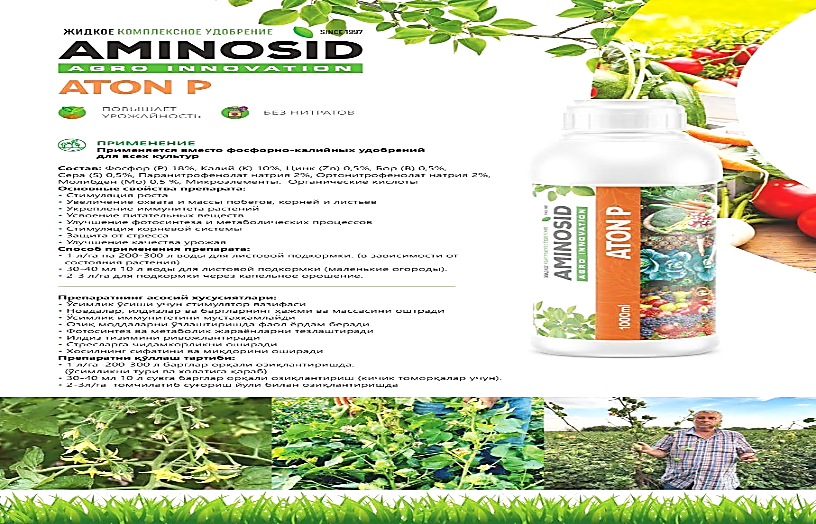 ЖИДКОЕ КОМПЛЕКСНОЕ УДОБРЕНИЕ SINCE 1997
AMINOSID
AGRO INNOVATION
ATON P
ПОВЫШАЕТ
УРОЖАЙНОСТЬ
БЕЗ НИТРАТОВ
ПРИМЕНЕНИЕ
Применяется вместо фосфорно-калийных удобрений
для всех культур
Состав: Фосфор (P) 18%, Калий (K) 10%, Цинк (Zn) 0,5%, Бор (B) 0,5%,
Сера (S) 0,5%, Паранитрофенолат натрия 2%, Ортонитрофенолат натрия 2%,
Молибден (Mo) 0,5 %, Микроэлементы. Органические кислоты
Основные свойства препарата:
• Стимуляция роста
• Увеличение охвата и массы побегов, корней и листьев
• Укрепление иммунитета растений
• Усвоение питательных веществ
• Улучшение фотосинтеза и метаболических процессов
• Стимуляция корневой системы
• Защита от стресса
• Улучшение качества урожая
Способ применения препарата:
• 1 л/га на 200-300 л воды для листовой подкормки. (в зависимости от
состояния растения)
• 30-40 мл 10 л воды для листовой подкормки (маленькие огороды).
• 2-3 л/га для подкормки через капельное орошение.
Препаратнинг асосий хусусиятлари:
• Ўсимлик ўсиши учун стимулятор вазифаси
• Новдалар, илдизлар ва баргларнинг ҳажми ва массасини оштради
• Ўсимлик иммунитетини мустаҳкамлайди
• Озиқ моддаларни ўзлаштиришда фаол ёрдам беради
• Фотосинтез ва метаболик жараёнларни тезлаштиради
• Илдиз тизимини ривожлантиради
• Стрессларга чидамкорликни оширади
• Хосилнинг сифатини ва миқдорини оширади
Препаратни қўллаш тартиби:
• 1 л/га 200-300 л барглар орқали озиқлантиришда.
(ўсимликни тури ва холатига қараб)
• 30-40 мл 10 л сувга барглар орқали озиқлантириш (кичик томорқалар учун).
• 2-3л/га томчилатиб суғориш йўли билан озиқлантиришда
AMINOSID
AGRO INNOVATION
ATON P
1000ml